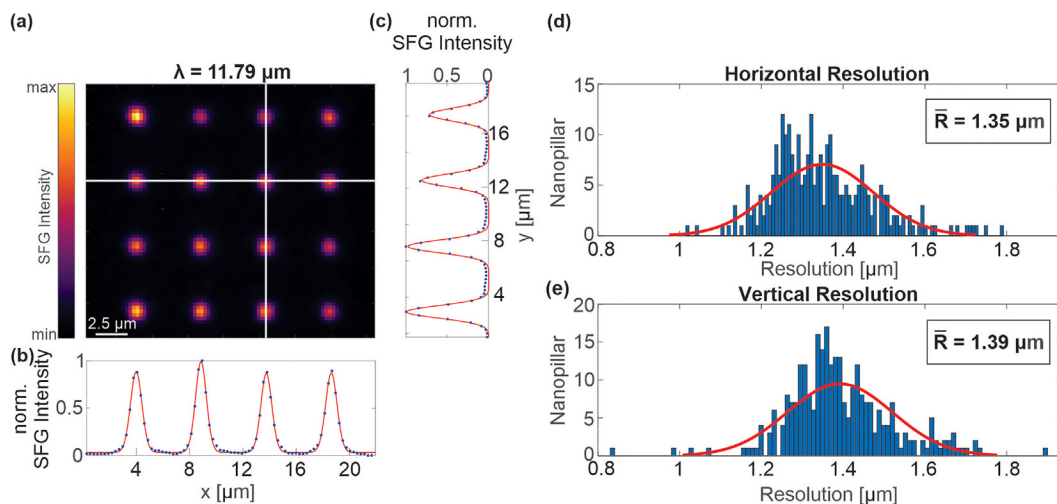 (a)
λ = 11.79 µm
max
SFG Intensity
min
2.5 µm
(b)
norm.
SFG Intensity
1
0.5
0
4
8
12
16
20
x [µm]
(c)
norm.
SFG Intensity
1
0.5
0
16
12
8
4
y [µm]
(d)
Horizontal Resolution
R̅ = 1.35 µm
Nanopillar
15
10
5
0
0.8
1
1.2
1.4
1.6
1.8
Resolution [µm]
(e)
Vertical Resolution
R̅ = 1.39 µm
Nanopillar
20
15
10
5
0
0.8
1
1.2
1.4
1.6
1.8
Resolution [µm]